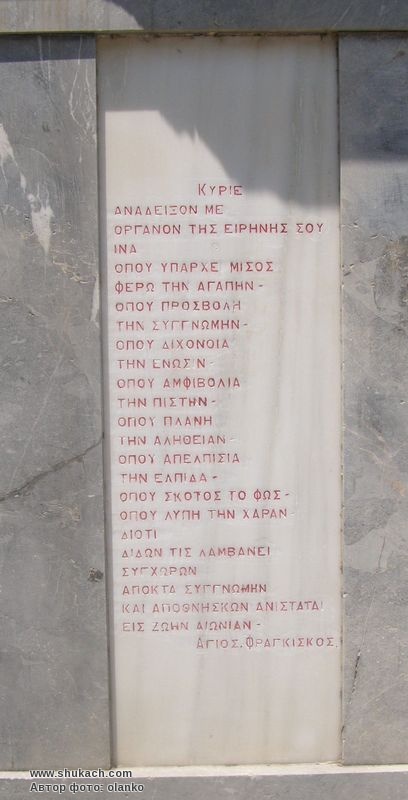 ΚΥΡΙΕ
ΑΝΑΔΕΙΞΟΝ ΜΕ
ΟΡΓΑΝΟΝ ΤΗΣ ΕΙΡΗΝΗΣ ΣΟΥ
ΙΝΑ
ΟΠΟΥ ΥΠΑΡΧΕ ΜΙΣΟΣ
ΦΕΡΩ ΤΗΝ ΑΓΑΠΗΝ-
ΟΠΟΥ ΠΡΟΣΒΟΛΗ
ΤΗΝ ΣΥΓΓΝΩΜΗΝ-
ΟΠΟΥ ΔΙΧΟΝΟΙΑ
ΤΗΝ ΕΝΩΣΙΝ-
ΟΠΟΥ ΑΜΦΙΒΟΛΙΑ
ΤΗΝ ΠΙΣΤΗΝ-
ΟΠΟΥ ΠΛΑΝΗ
ΤΗΝ ΑΛΗΘΕΙΑΝ-
ΟΠΟΥ ΑΠΕΛΠΙΣΙΑ
ΤΗΝ ΕΛΠΙΔΑ-
ΟΠΟΥ ΣΚΟΤΟΣ ΤΟ ΦΩΣ-
ΟΠΟΥ ΛΥΠΗ ΤΗΝ ΧΑΡΑΝ-
ΔΙΟΤΙ
ΔΙΔΩΝ ΤΙΣ ΛΑΜΒΑΝΕΙ
ΣΥΓΧΩΡΩΝ
ΑΠΟΚΤΑ ΣΥΓΓΝΩΜΗΝ
ΚΑΙ ΑΠΟΘΝΗΣΚΩΝ ΑΝΙΣΤΑΤΑΙ
ΕΙΣ ΖΩΗΝ ΑΙΩΝΙΑΝ-
ΑΓΙΟΣ. ΦΡΑΓΚΙΣΚΟΣ.
www.shukach.com
Автор фото: olanko